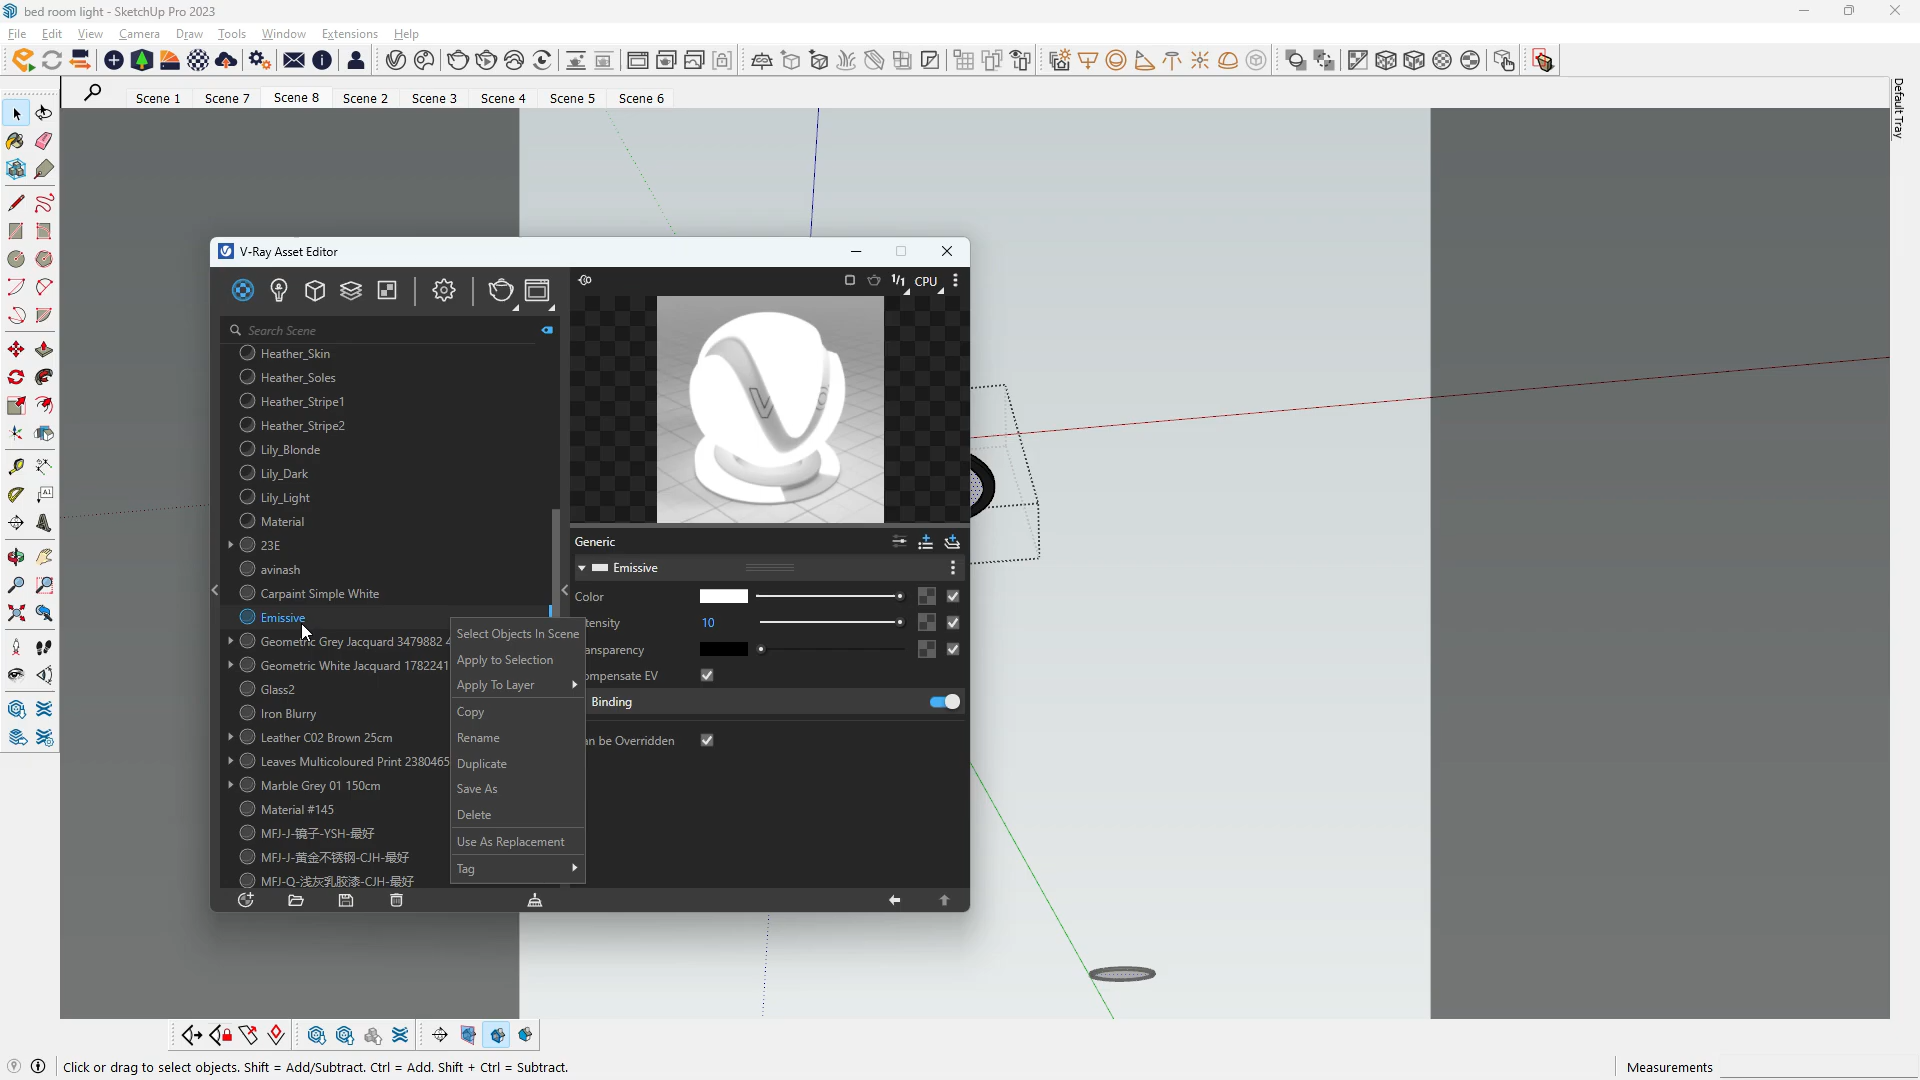 bed room light - SketchUp Pro 2023
File Edit View Camera Draw Tools Window Extensions Help
Scene 1 Scene 7 Scene 8 Scene 2 Scene 3 Scene 4 Scene 5 Scene 6
Default Tray
V-Ray Asset Editor
1/1 CPU
Search Scene
Heather_Skin
Heather_Soles
Heather_Stripe1
Heather_Stripe2
Lily_Blonde
Lily_Dark
Lily_Light
Material
23E
avinash
Carpaint Simple White
Emissive
Geometric Grey Jacquard 3479882 4
Geometric White Jacquard 1782241
Glass2
Iron Blurry
Leather C02 Brown 25cm
Leaves Multicoloured Print 2380465
Marble Grey 01 150cm
Material #145
MFJ-J-镜子-YSH-最好
MFJ-J-黄金不锈钢-CJH-最好
MFJ-Q-浅灰乳胶漆-CJH-最好
Select Objects In Scene
Apply to Selection
Apply To Layer
Copy
Rename
Duplicate
Save As
Delete
Use As Replacement
Tag
Generic
Emissive
Color
tensity 10
ansparency
ompensate EV
Binding
an be Overridden
Click or drag to select objects. Shift = Add/Subtract. Ctrl = Add. Shift + Ctrl = Subtract.
Measurements